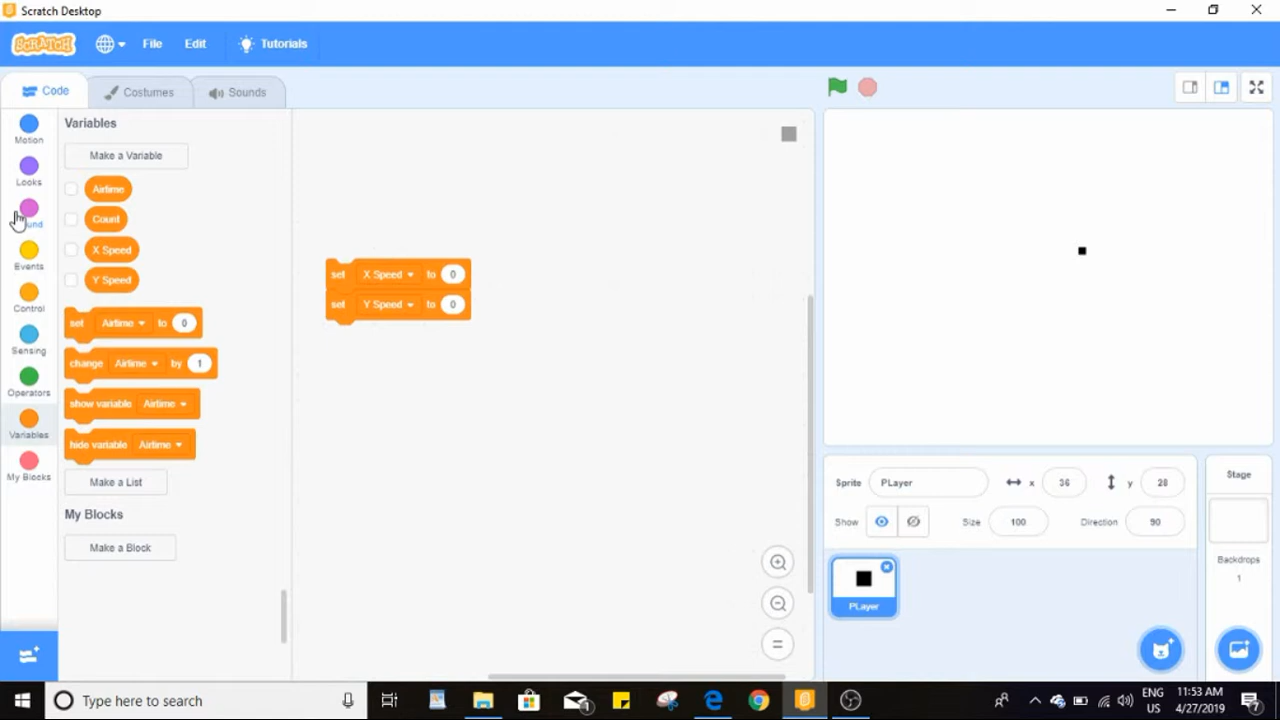 Scratch Desktop
SCRATCH File Edit Tutorials
Code Costumes Sounds
Motion
Looks
und
Events
Control
Sensing
Operators
Variables
My Blocks
Variables
Make a Variable
Airtime
Count
X Speed
Y Speed
set Airtime to 0
change Airtime by 1
show variable Airtime
hide variable Airtime
Make a List
My Blocks
Make a Block
set X Speed to 0
set Y Speed to 0
Sprite PLayer x 36 y 28
Show Size 100 Direction 90
PLayer
Stage
Backdrops
1
Type here to search
1
ENG
US
11:53 AM
4/27/2019
7